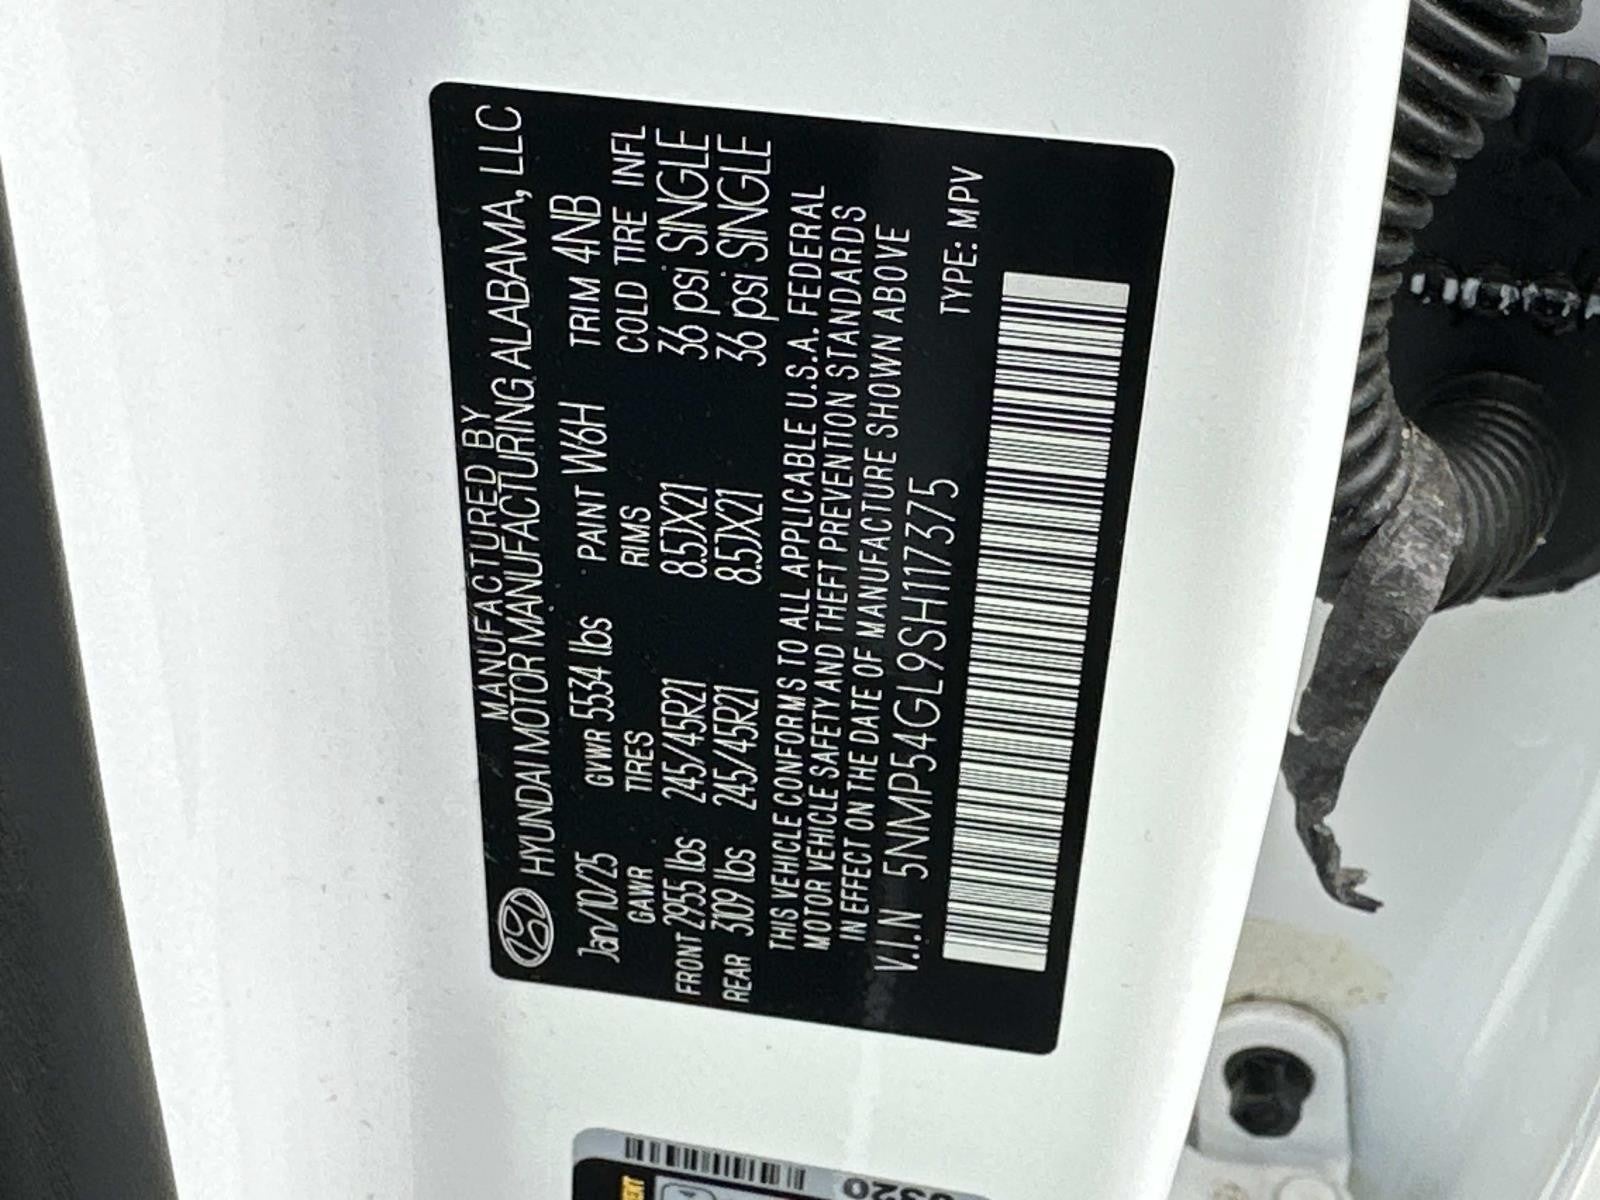 MANUFACTURED BY
HYUNDAI MOTOR MANUFACTURING ALABAMA, LLC
Jan/10/25 GVWR 5534 lbs PAINT W6H TRIM 4NB
GAWR TIRES RIMS COLD TIRE INFL
FRONT 2955 lbs 245/45R21 8.5JX21 36 psi SINGLE
REAR 3109 lbs 245/45R21 8.5JX21 36 psi SINGLE
THIS VEHICLE CONFORMS TO ALL APPLICABLE U.S.A. FEDERAL
MOTOR VEHICLE SAFETY AND THEFT PREVENTION STANDARDS
IN EFFECT ON THE DATE OF MANUFACTURE SHOWN ABOVE
V.I.N 5NMP54GL9SH117375 TYPE: MPV